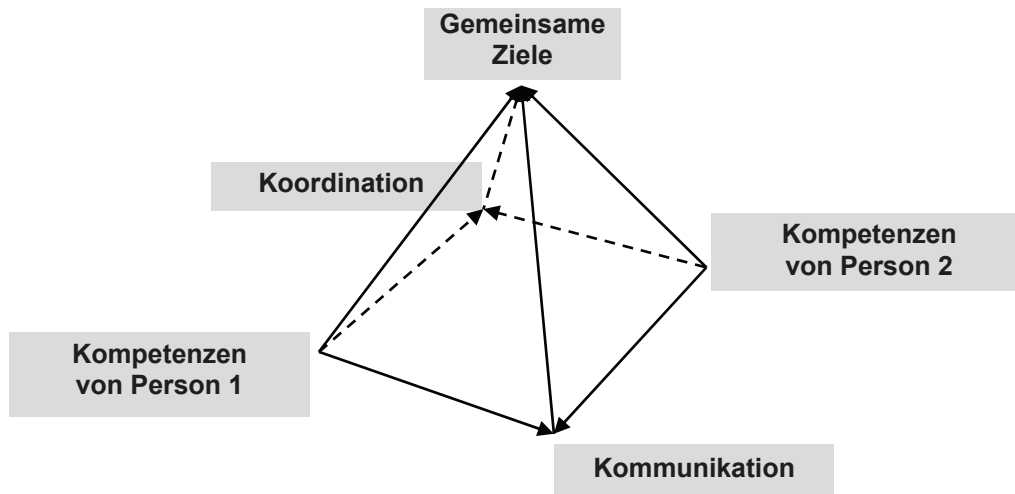 Gemeinsame
Ziele
Koordination
Kompetenzen
von Person 2
Kompetenzen
von Person 1
Kommunikation